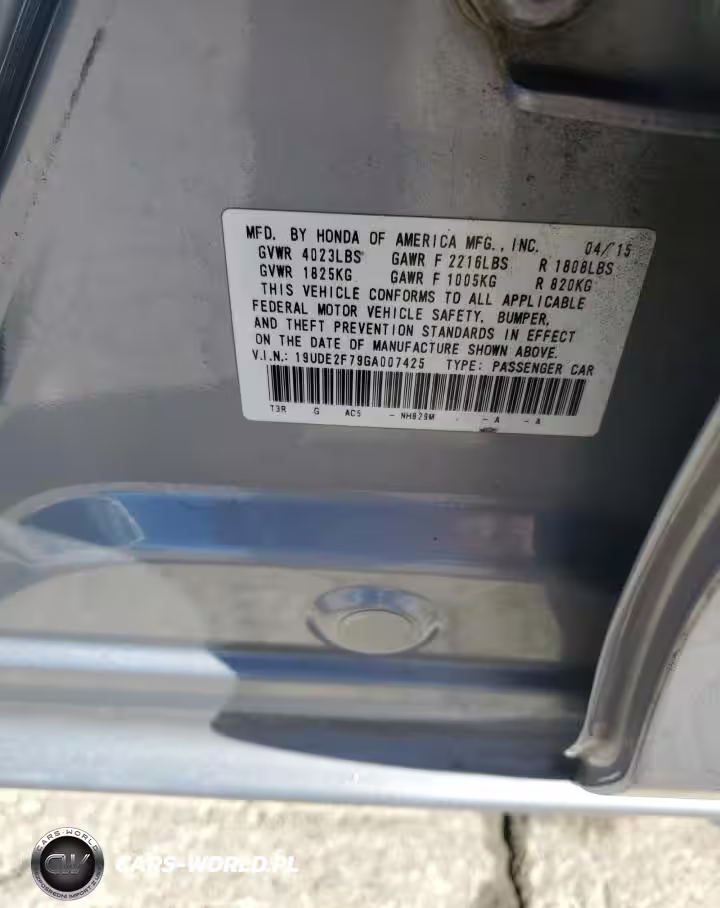 MFD. BY HONDA OF AMERICA MFG., INC. 04/15
GVWR 4023LBS GAWR F 2216LBS R 1808LBS
GVWR 1825KG GAWR F 1005KG R 820KG
THIS VEHICLE CONFORMS TO ALL APPLICABLE
FEDERAL MOTOR VEHICLE SAFETY, BUMPER,
AND THEFT PREVENTION STANDARDS IN EFFECT
ON THE DATE OF MANUFACTURE SHOWN ABOVE.
V.I.N.: 19UDE2F79GA007425 TYPE: PASSENGER CAR
T3R G AC5 - NH829M - A - A
CARS-WORLD
CW
CARS-WORLD.PL